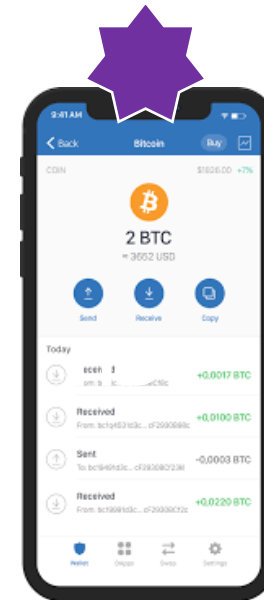 9:41 AM
Back Bitcoin Buy
COIN $1826.00 +7%
2 BTC
≈ 3652 USD
Send Receive Copy
Today
+0,0017 BTC
Received +0,0100 BTC
Sent -0,0003 BTC
Received +0,0220 BTC
Wallet DApps Swap Settings